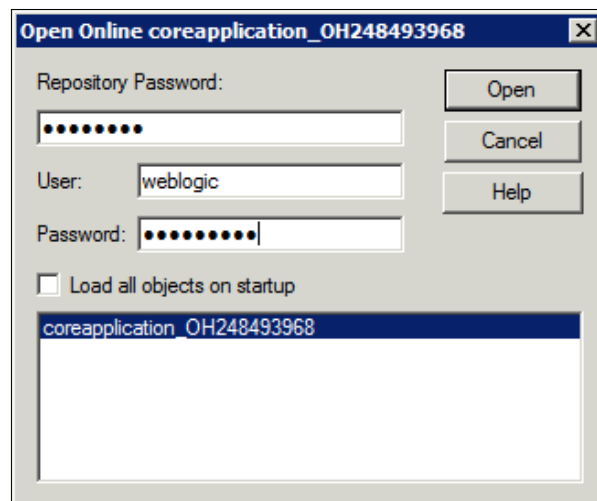 Open Online coreapplication_OH248493968
Repository Password:
Open
●●●●●●●●
Cancel
User: weblogic
Help
Password: ●●●●●●●●●
Load all objects on startup
coreapplication_OH248493968